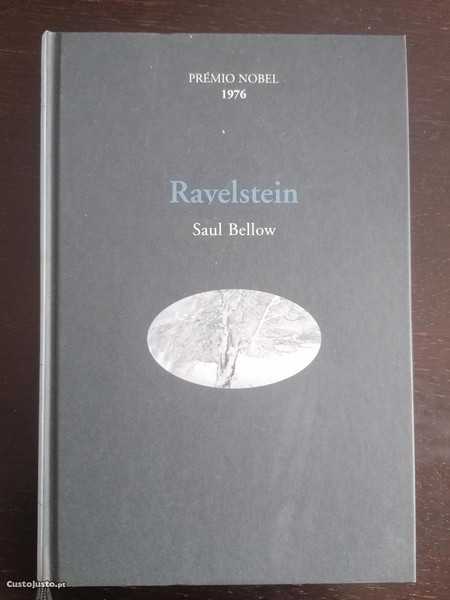 PRÉMIO NOBEL
1976
Ravelstein
Saul Bellow
CustoJusto.pt